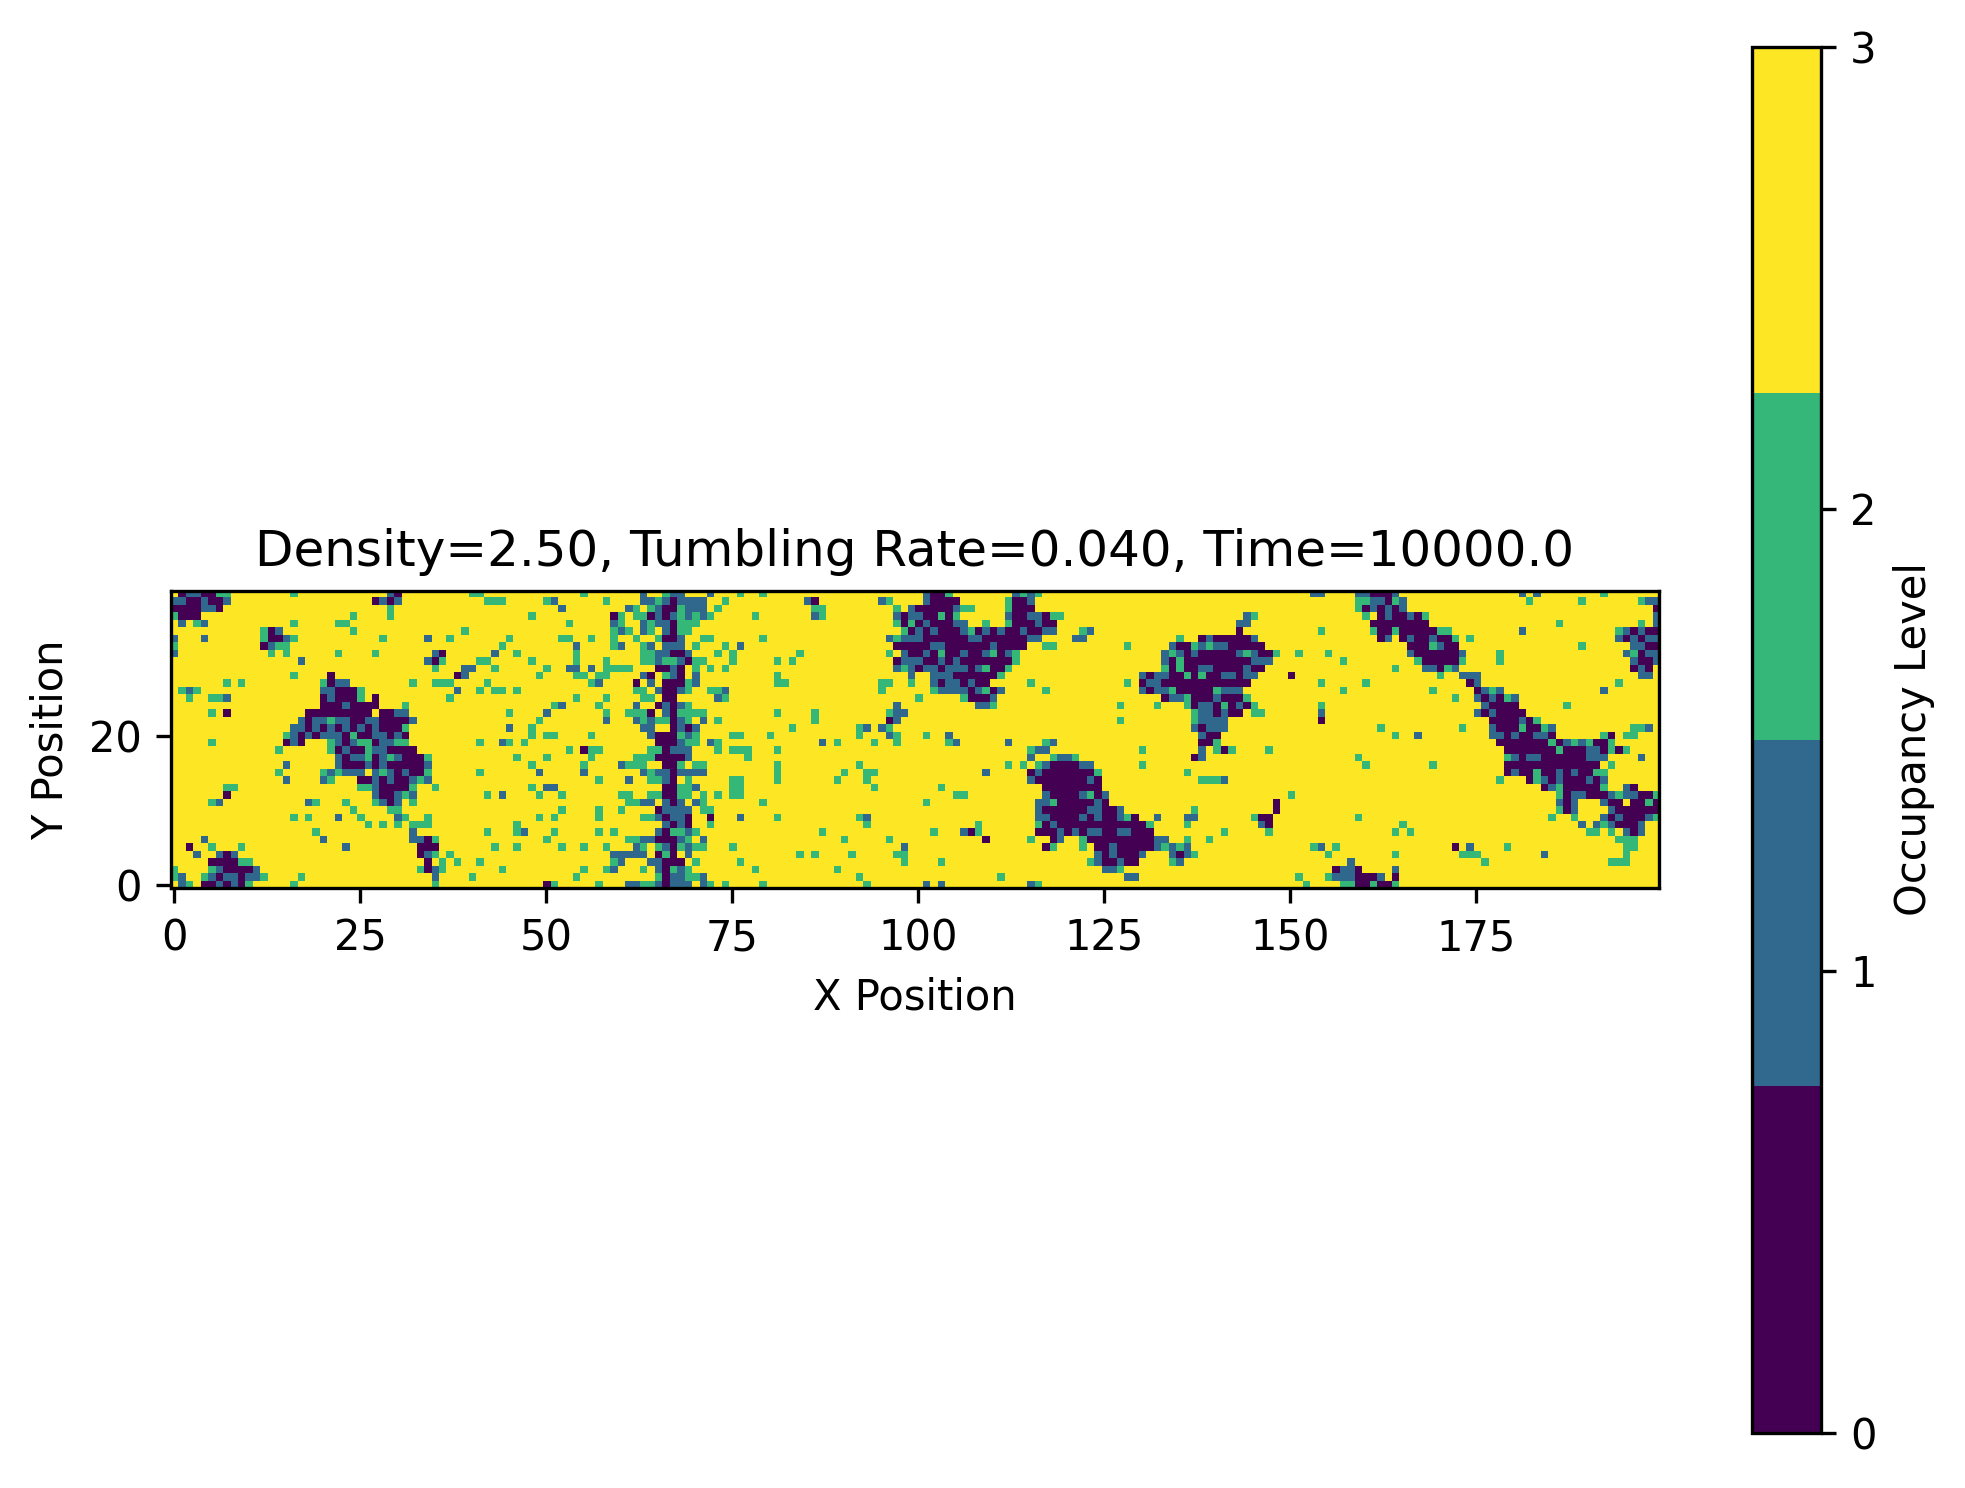 Density=2.50, Tumbling Rate=0.040, Time=10000.0
Y Position
20
0
0 25 50 75 100 125 150 175
X Position
3
2
1
0
Occupancy Level